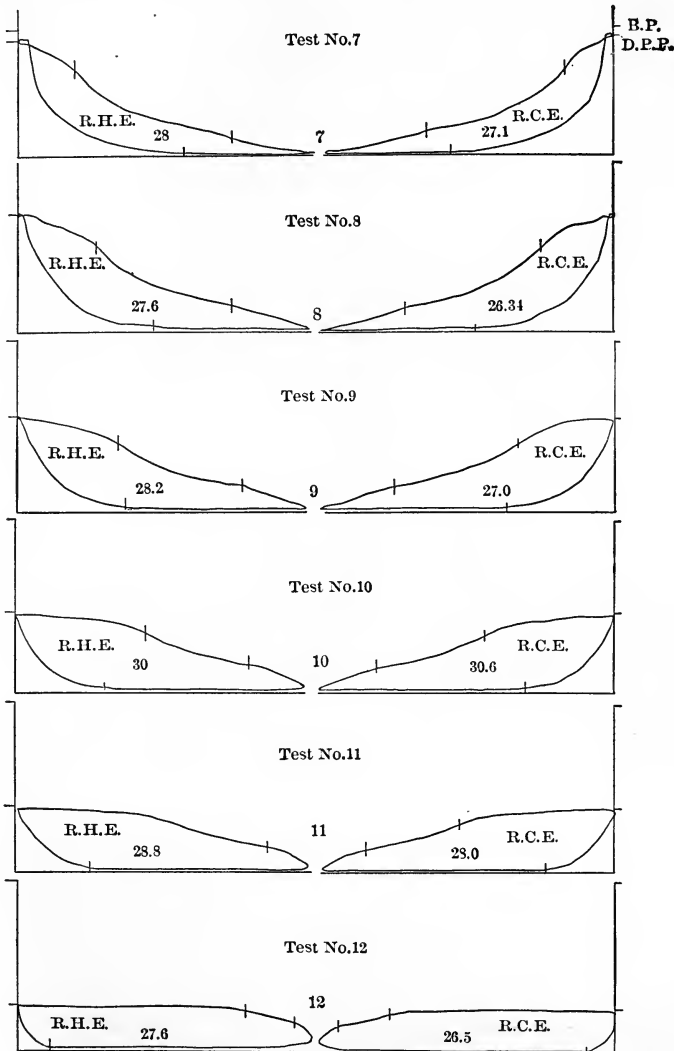 B.P.
Test No.7
D.P.P.
R.H.E.
R.C.E.
28
7
27.1
Test No.8
R.H.E.
R.C.E.
27.6
8
26.34
Test No.9
R.H.E.
R.C.E.
28.2
9
27.0
Test No.10
R.H.E.
10
R.C.E.
30
30.6
Test No.11
R.H.E.
11
R.C.E.
28.8
28.0
Test No.12
12
R.H.E.
R.C.E.
27.6
26.5